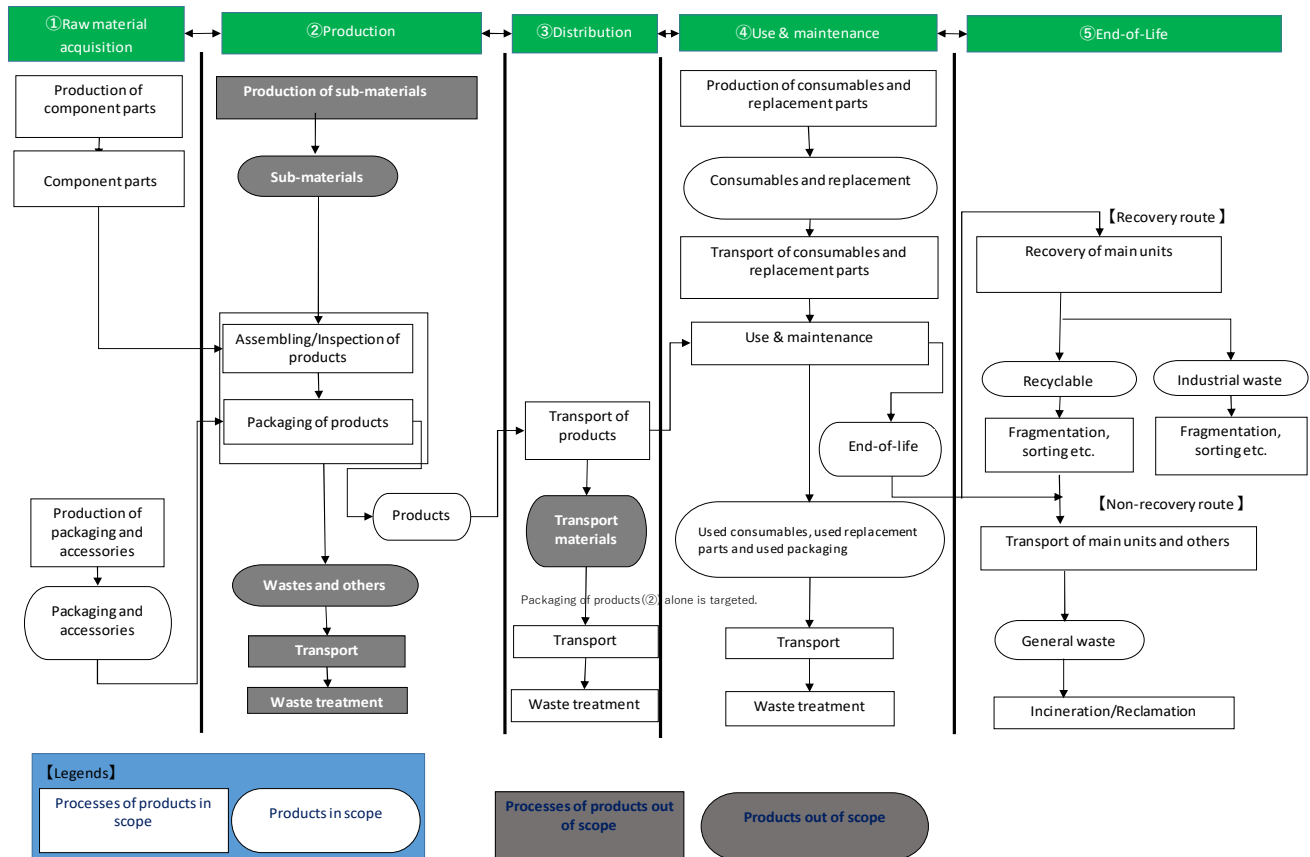 ①Raw material
acquisition
②Production
③Distribution
④Use & maintenance
⑤End-of-Life
Production of
component parts
Component parts
Production of
packaging and
accessories
Packaging and
accessories
Production of sub-materials
Sub-materials
Assembling/Inspection of
products
Packaging of products
Products
Wastes and others
Transport
Waste treatment
Transport of
products
Transport
materials
Packaging of products(②) alone is targeted.
Transport
Waste treatment
Production of consumables and
replacement parts
Consumables and replacement
Transport of consumables and
replacement parts
Use & maintenance
End-of-life
Used consumables, used replacement
parts and used packaging
Transport
Waste treatment
【Recovery route】
Recovery of main units
Recyclable
Industrial waste
Fragmentation,
sorting etc.
Fragmentation,
sorting etc.
【Non-recovery route】
Transport of main units and others
General waste
Incineration/Reclamation
【Legends】
Processes of products in
scope
Products in scope
Processes of products out
of scope
Products out of scope